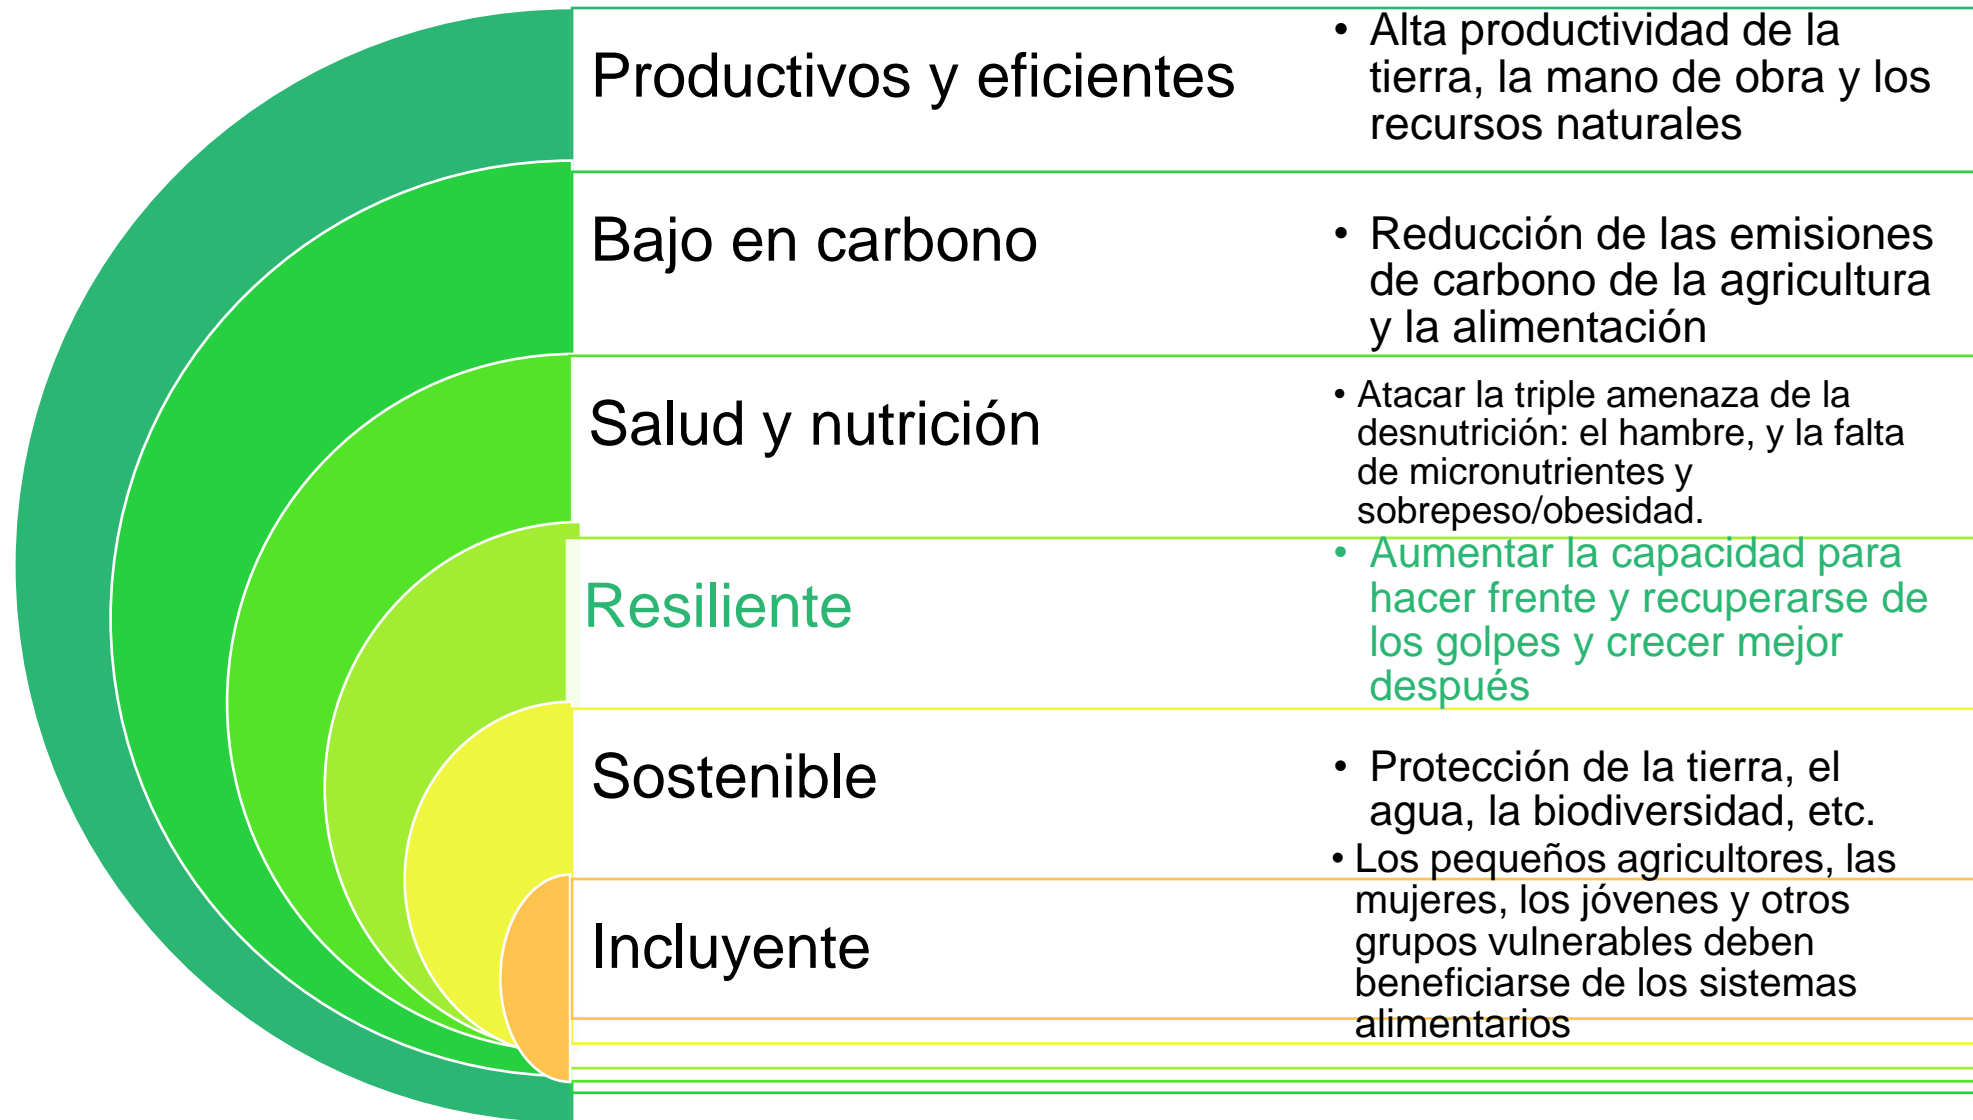 Productivos y eficientes
• Alta productividad de la
tierra, la mano de obra y los
recursos naturales
Bajo en carbono
• Reducción de las emisiones
de carbono de la agricultura
y la alimentación
Salud y nutrición
• Atacar la triple amenaza de la
desnutrición: el hambre, y la falta
de micronutrientes y
sobrepeso/obesidad.
Resiliente
• Aumentar la capacidad para
hacer frente y recuperarse de
los golpes y crecer mejor
después
Sostenible
• Protección de la tierra, el
agua, la biodiversidad, etc.
Incluyente
• Los pequeños agricultores, las
mujeres, los jóvenes y otros
grupos vulnerables deben
beneficiarse de los sistemas
alimentarios